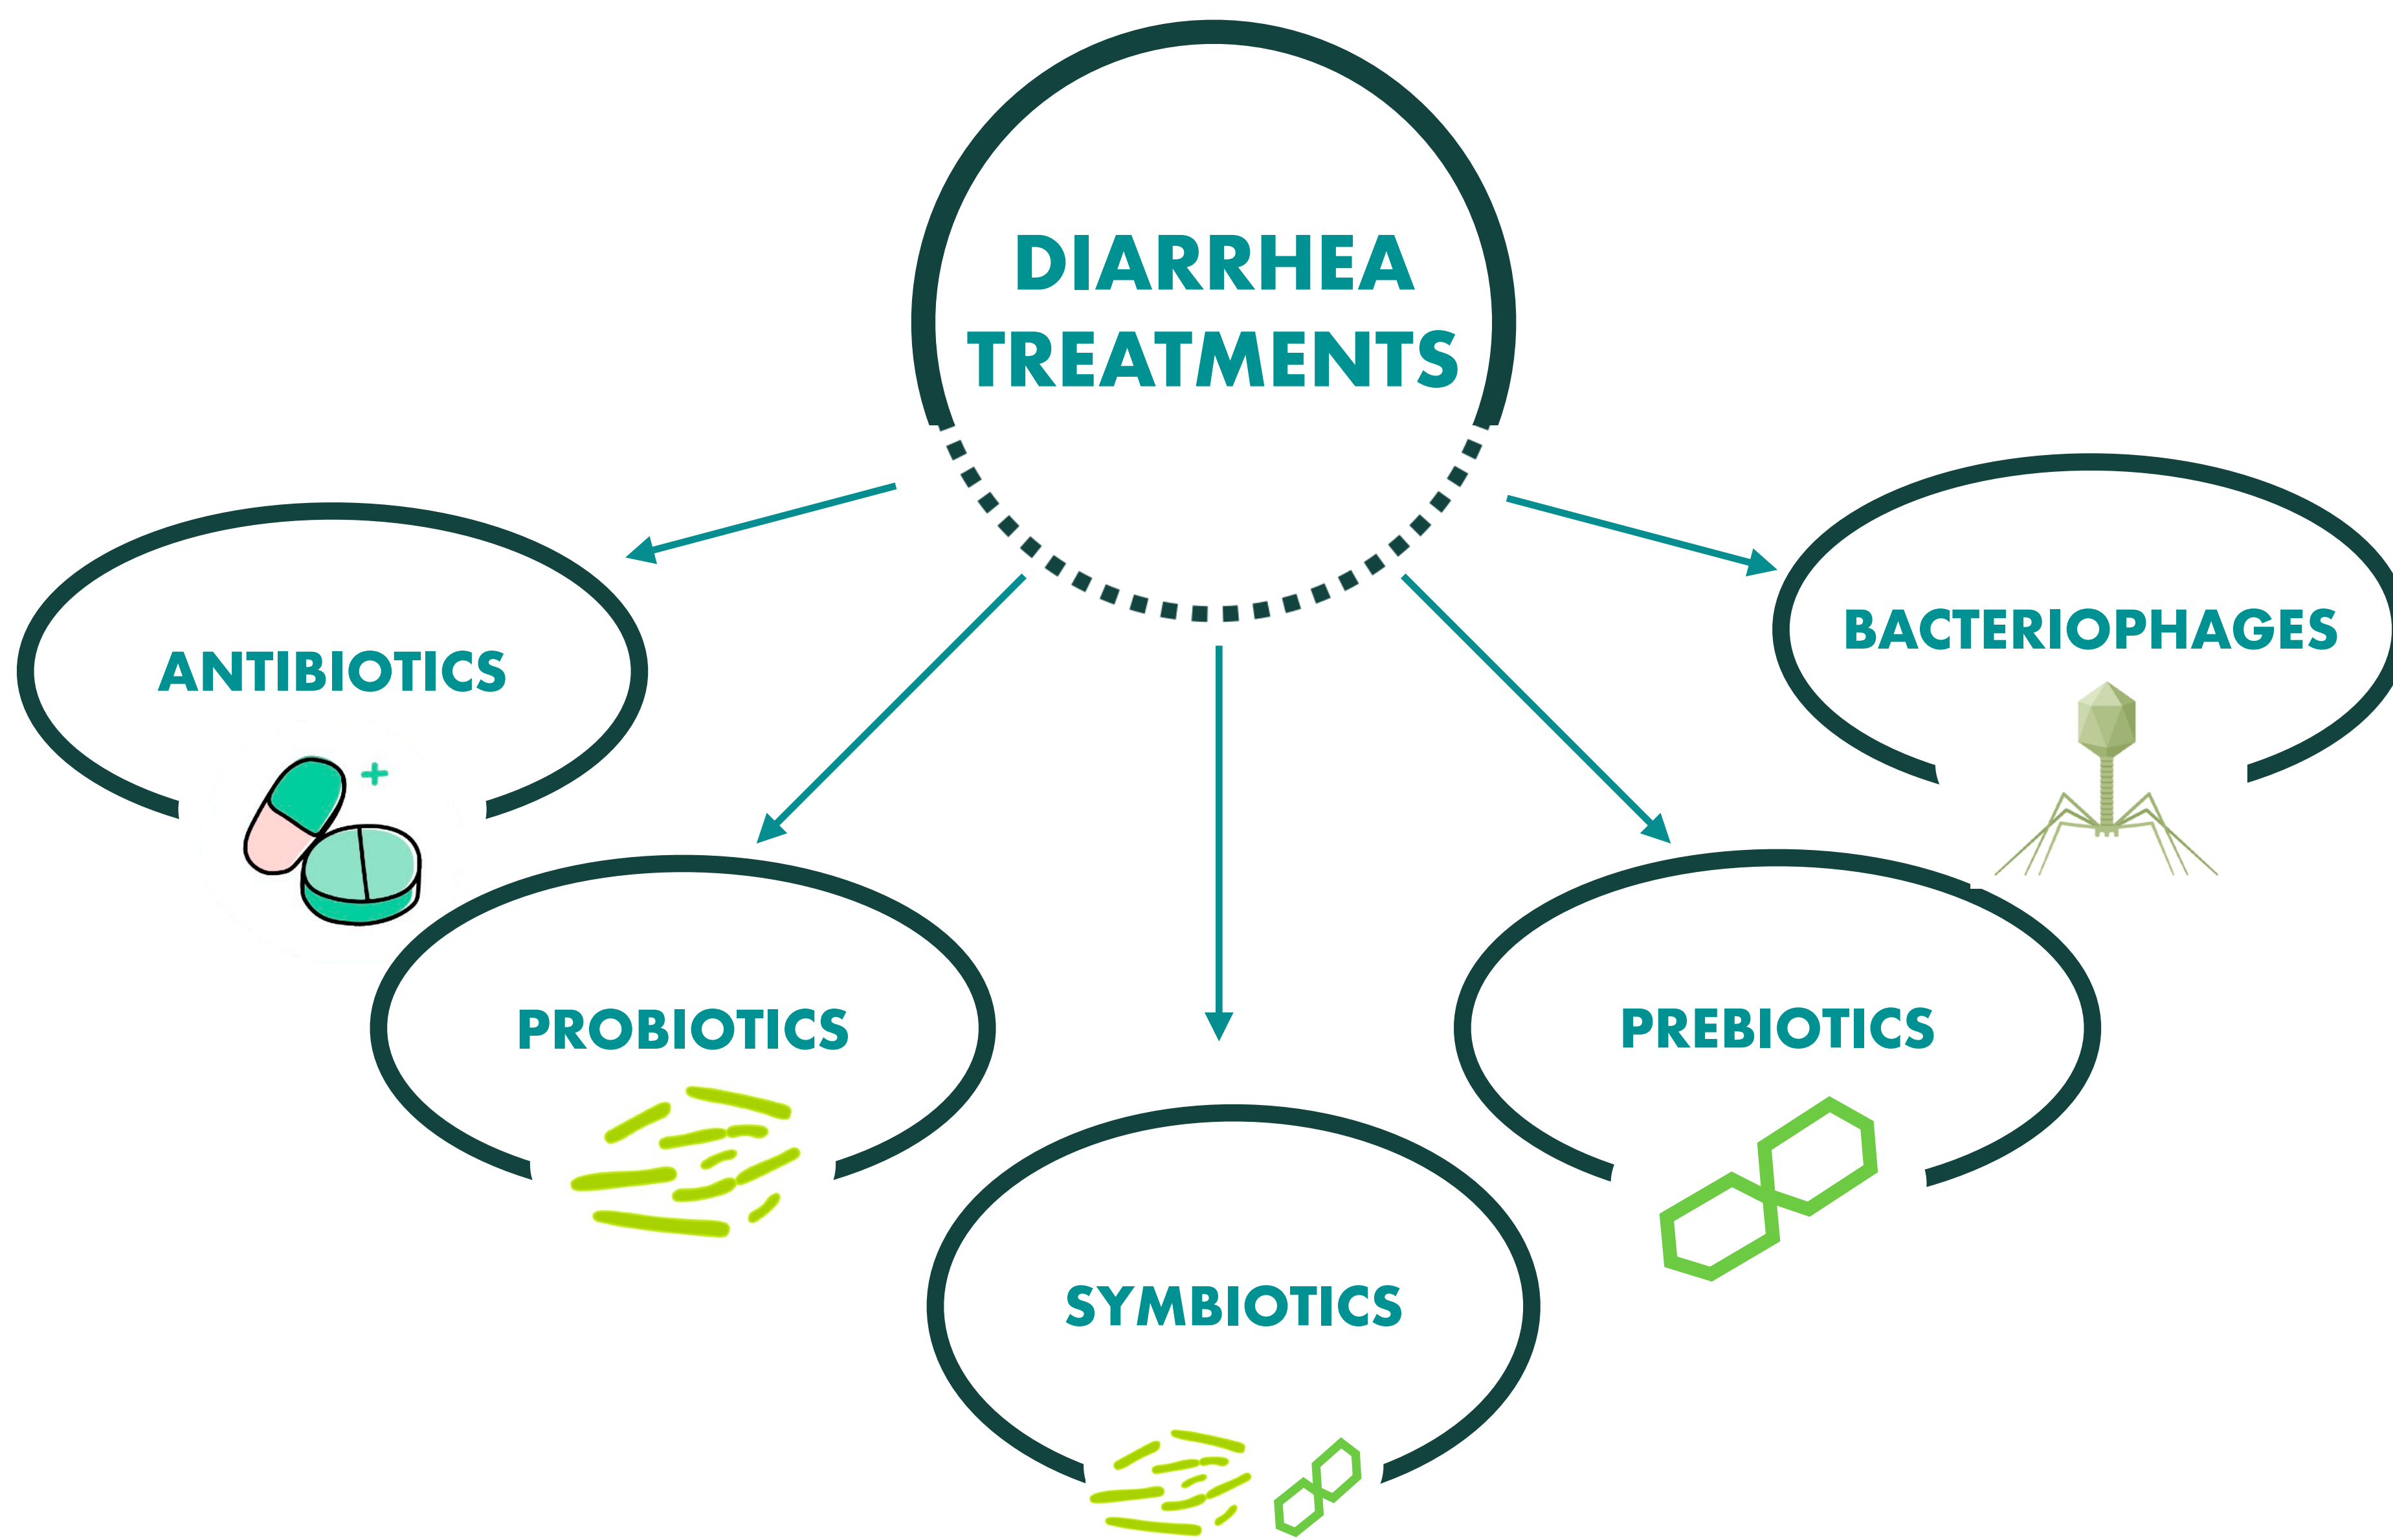 DIARRHEA
TREATMENTS
ANTIBIOTICS
BACTERIOPHAGES
PROBIOTICS
PREBIOTICS
SYMBIOTICS